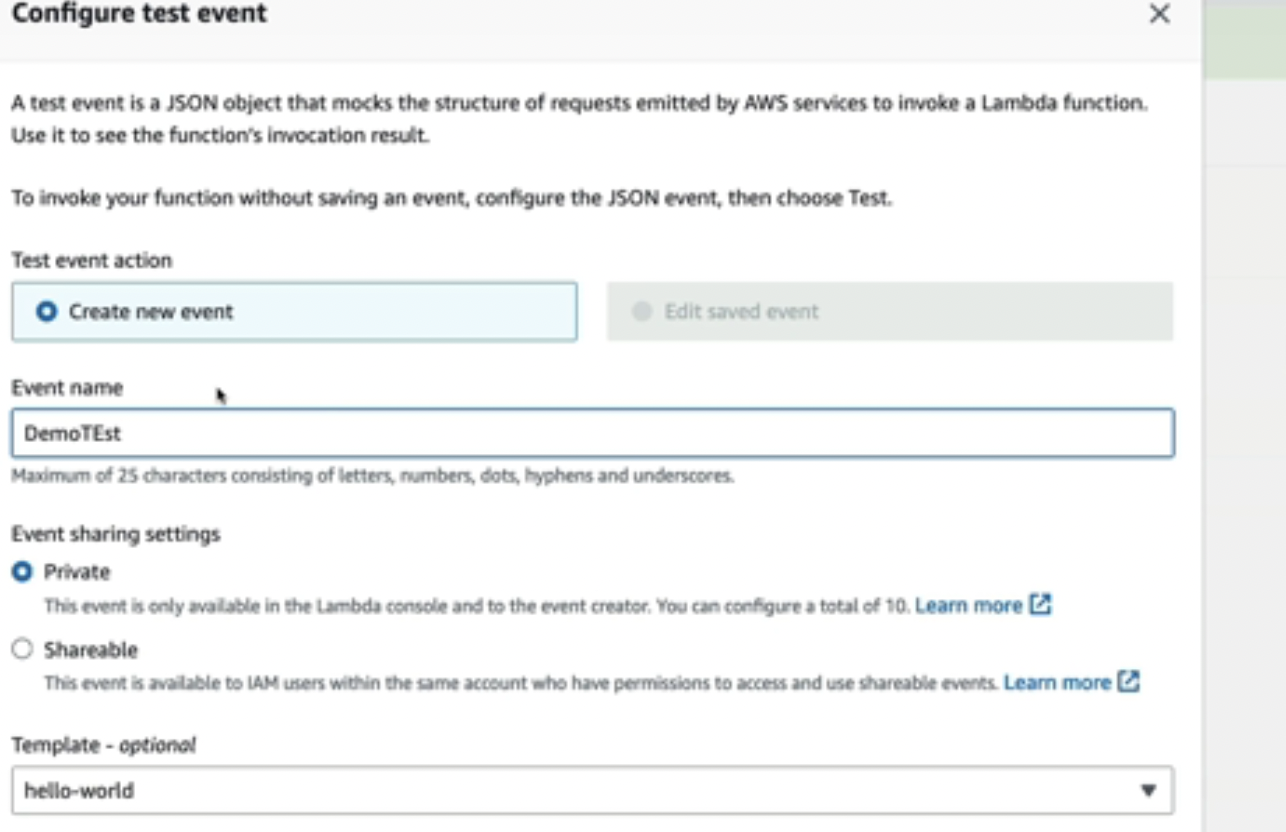 Configure test event
A test event is a JSON object that mocks the structure of requests emitted by AWS services to invoke a Lambda function.
Use it to see the function's invocation result.
To invoke your function without saving an event, configure the JSON event, then choose Test.
Test event action
Create new event
Edit saved event
Event name
DemoTEst
Maximum of 25 characters consisting of letters, numbers, dots, hyphens and underscores.
Event sharing settings
Private
This event is only available in the Lambda console and to the event creator. You can configure a total of 10. Learn more
Shareable
This event is available to IAM users within the same account who have permissions to access and use shareable events. Learn more
Template - optional
hello-world